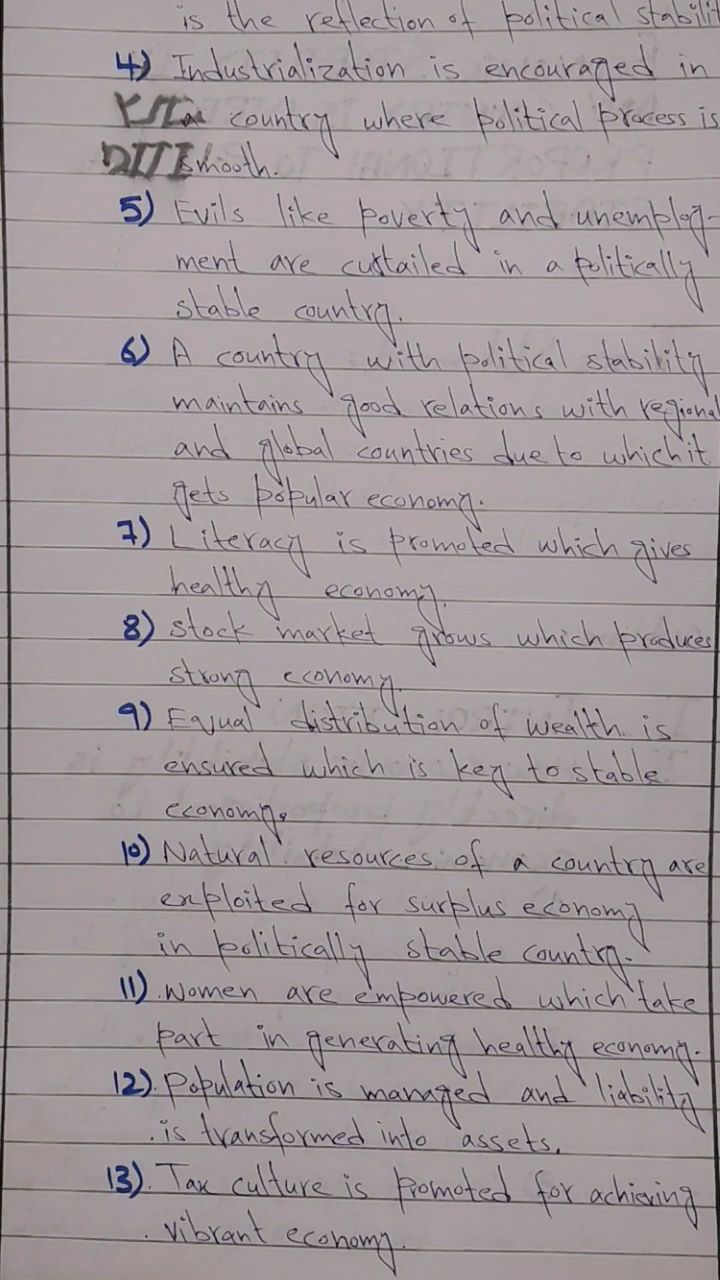 is the reflection of political stabilit
4) Industrialization is encouraged in
a country where political process is
smooth.
5) Evils like poverty and unemploy-
ment are custailed in a politically
stable country.
6) A country with political stability
maintains good relations with regional
and global countries due to which it
gets popular economy.
7) Literacy is promoted which gives
healthy economy.
8) Stock market grows which produces
strong economy.
9) Equal distribution of wealth is
ensured which is key to stable
economy.
10) Natural resources of a country are
exploited for surplus economy
in politically stable country.
11). Women are empowered which take
part in generating healthy economy.
12). Population is managed and liability
is transformed into assets.
13). Tax culture is promoted for achieving
vibrant economy.